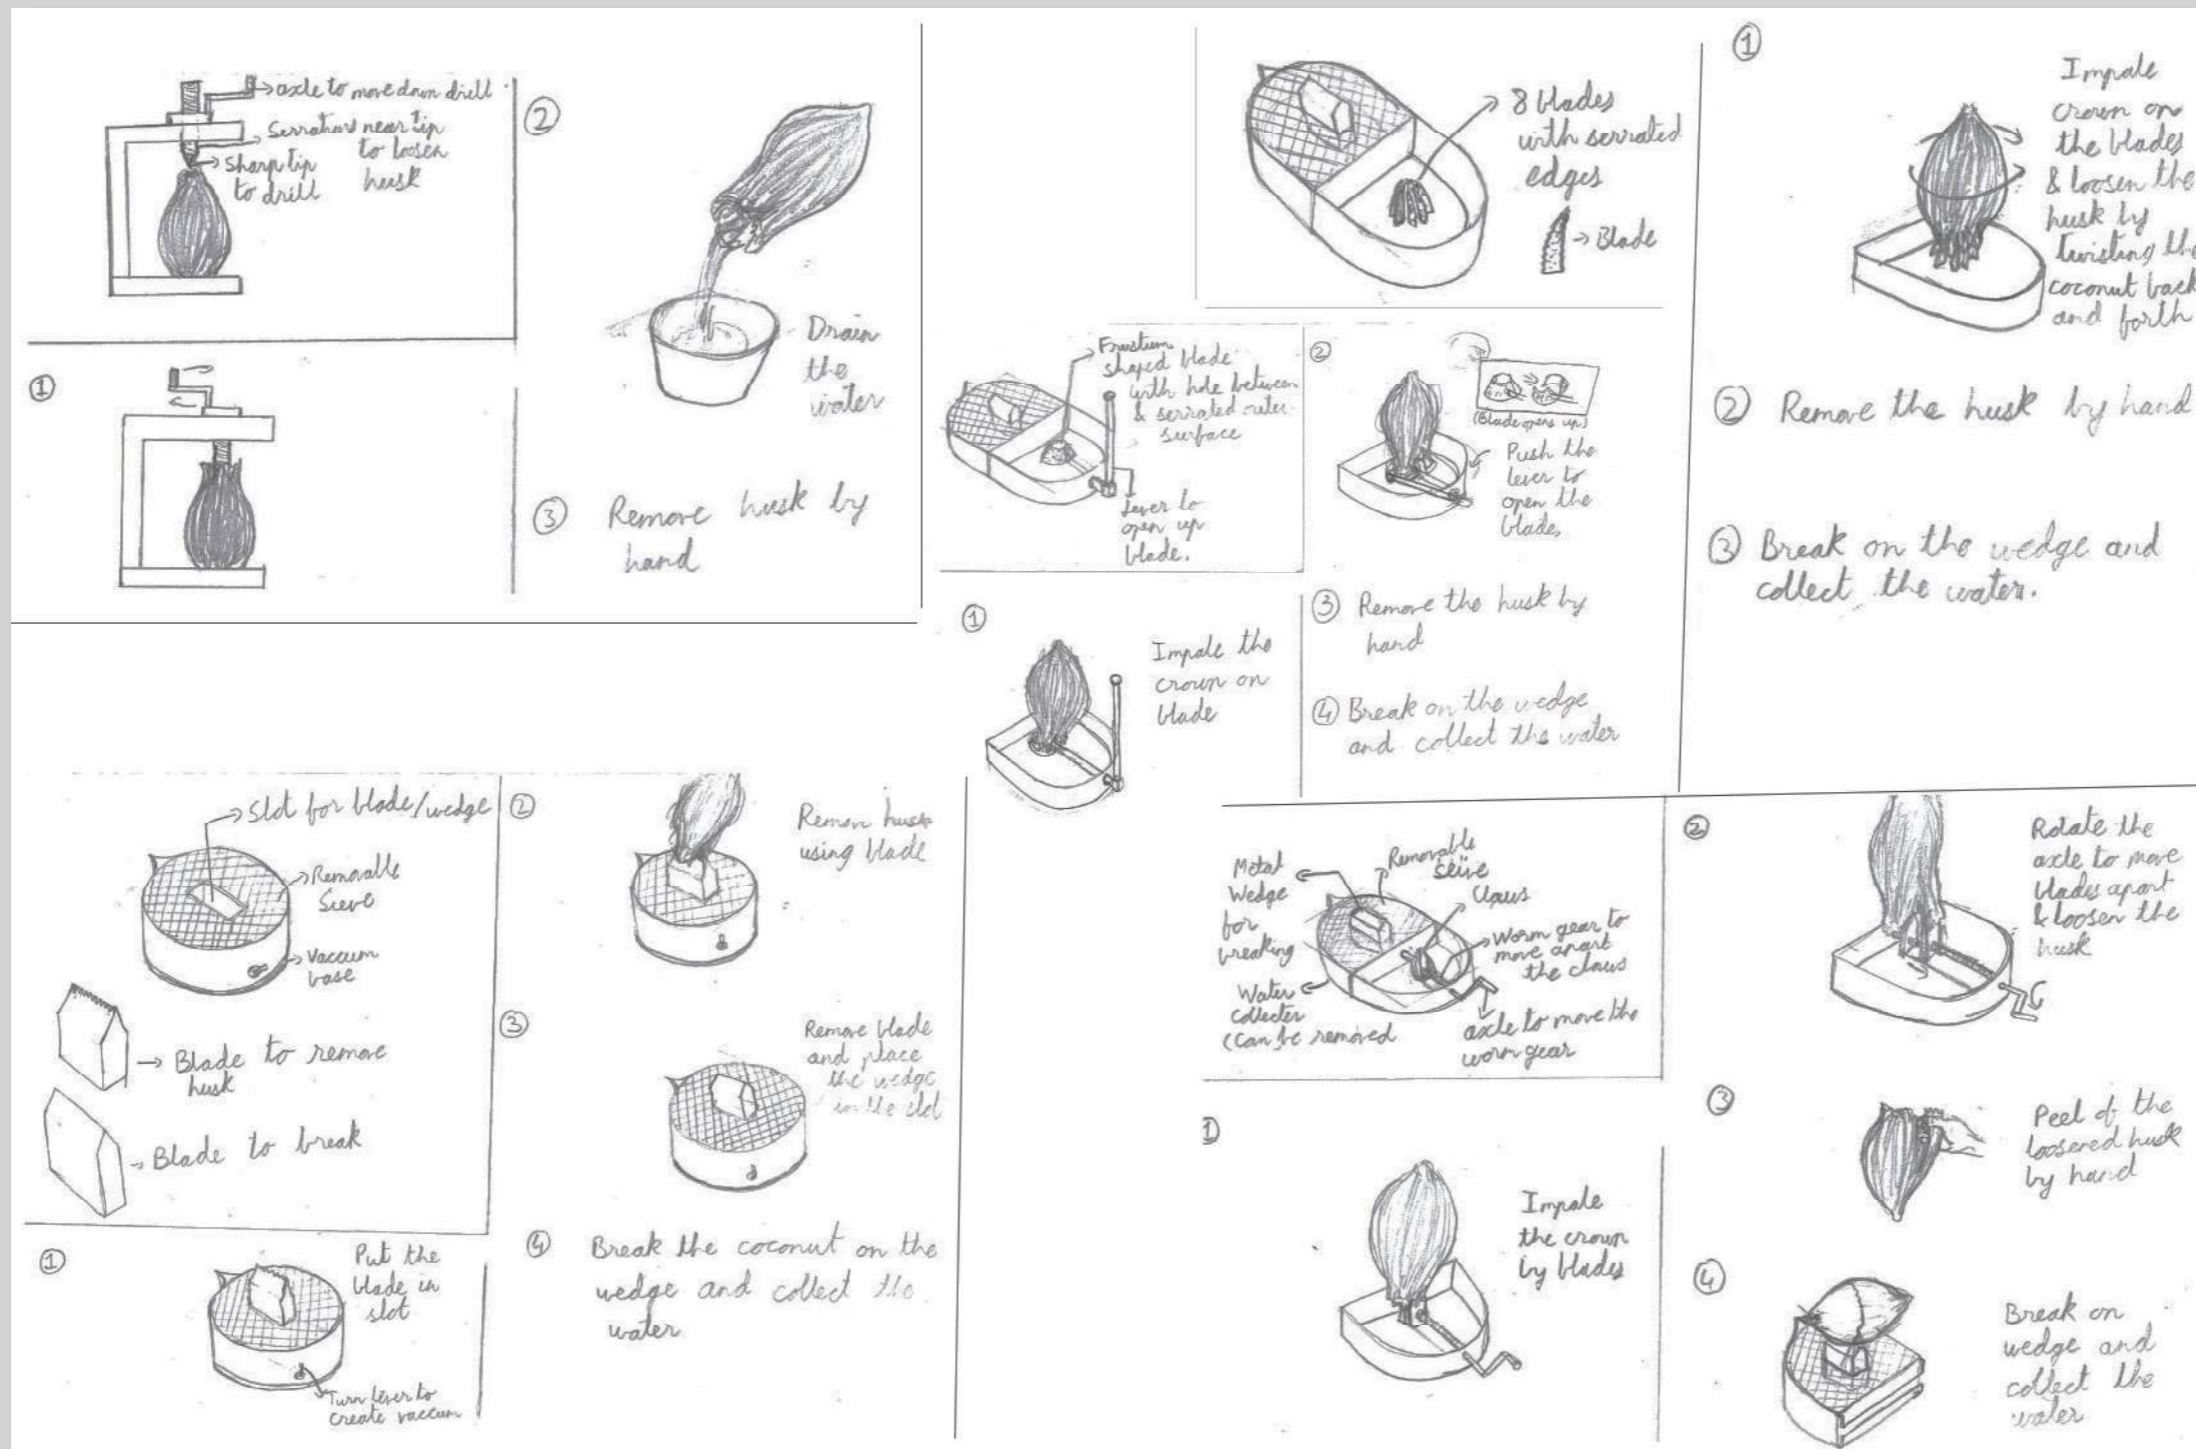 axle to move down drill.
Serrations near tip
to loosen
husk
sharp tip
to drill
1
2
Drain
the
water
3 Remove husk by
hand
8 blades
with serrated
edges
Blade
Frustum
shaped blade
with hole between
& serrated outer
surface
Lever to
open up
blade.
1
Impale the
crown on
blade
2
(Blade opens up)
Push the
lever to
open the
blade,
3 Remove the husk by
hand
4 Break on the wedge
and collect the water
1
Impale
crown on
the blades
& loosen the
husk by
twisting the
coconut back
and forth
2 Remove the husk by hand
3 Break on the wedge and
collect the water.
Slot for blade/wedge
Removable
Sieve
Vaccum
base
Blade to remove
husk
Blade to break
1
Put the
blade in
slot
Turn lever to
create vaccum
2
Remove husk
using blade
3
Remove blade
and place
the wedge
in the slot
4 Break the coconut on the
wedge and collect the
water
Metal
Wedge
for
breaking
Removable
seive
Claws
Worm gear to
move apart
the claws
Water
collecter
(Can be removed
axle to move the
worm gear
1
Impale
the crown
by blades
2
Rotate the
axle to move
blades apart
& loosen the
husk
3
Peel of the
loosered husk
by hand
4
Break on
wedge and
collect the
water